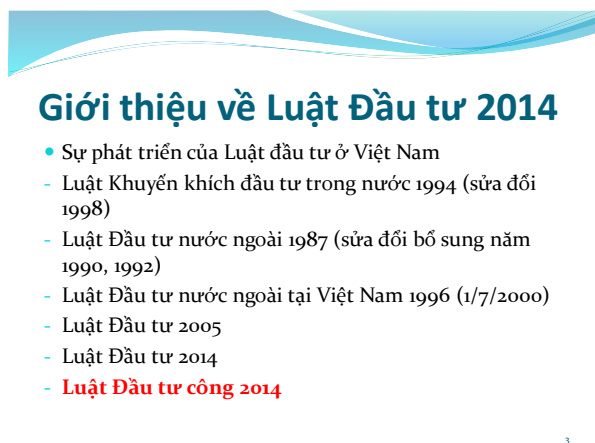 Giới thiệu về Luật Đầu tư 2014
• Sự phát triển của Luật đầu tư ở Việt Nam
- Luật Khuyến khích đầu tư trong nước 1994 (sửa đổi
1998)
- Luật Đầu tư nước ngoài 1987 (sửa đổi bổ sung năm
1990, 1992)
- Luật Đầu tư nước ngoài tại Việt Nam 1996 (1/7/2000)
- Luật Đầu tư 2005
- Luật Đầu tư 2014
- Luật Đầu tư công 2014
3